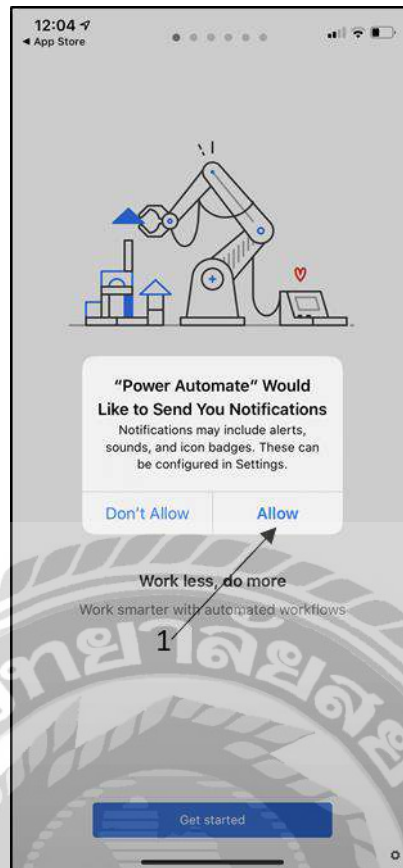 12:04
◀ App Store
“Power Automate” Would
Like to Send You Notifications
Notifications may include alerts,
sounds, and icon badges. These can
be configured in Settings.
Don't Allow
Allow
Work less, do more
Work smarter with automated workflows
1
Get started